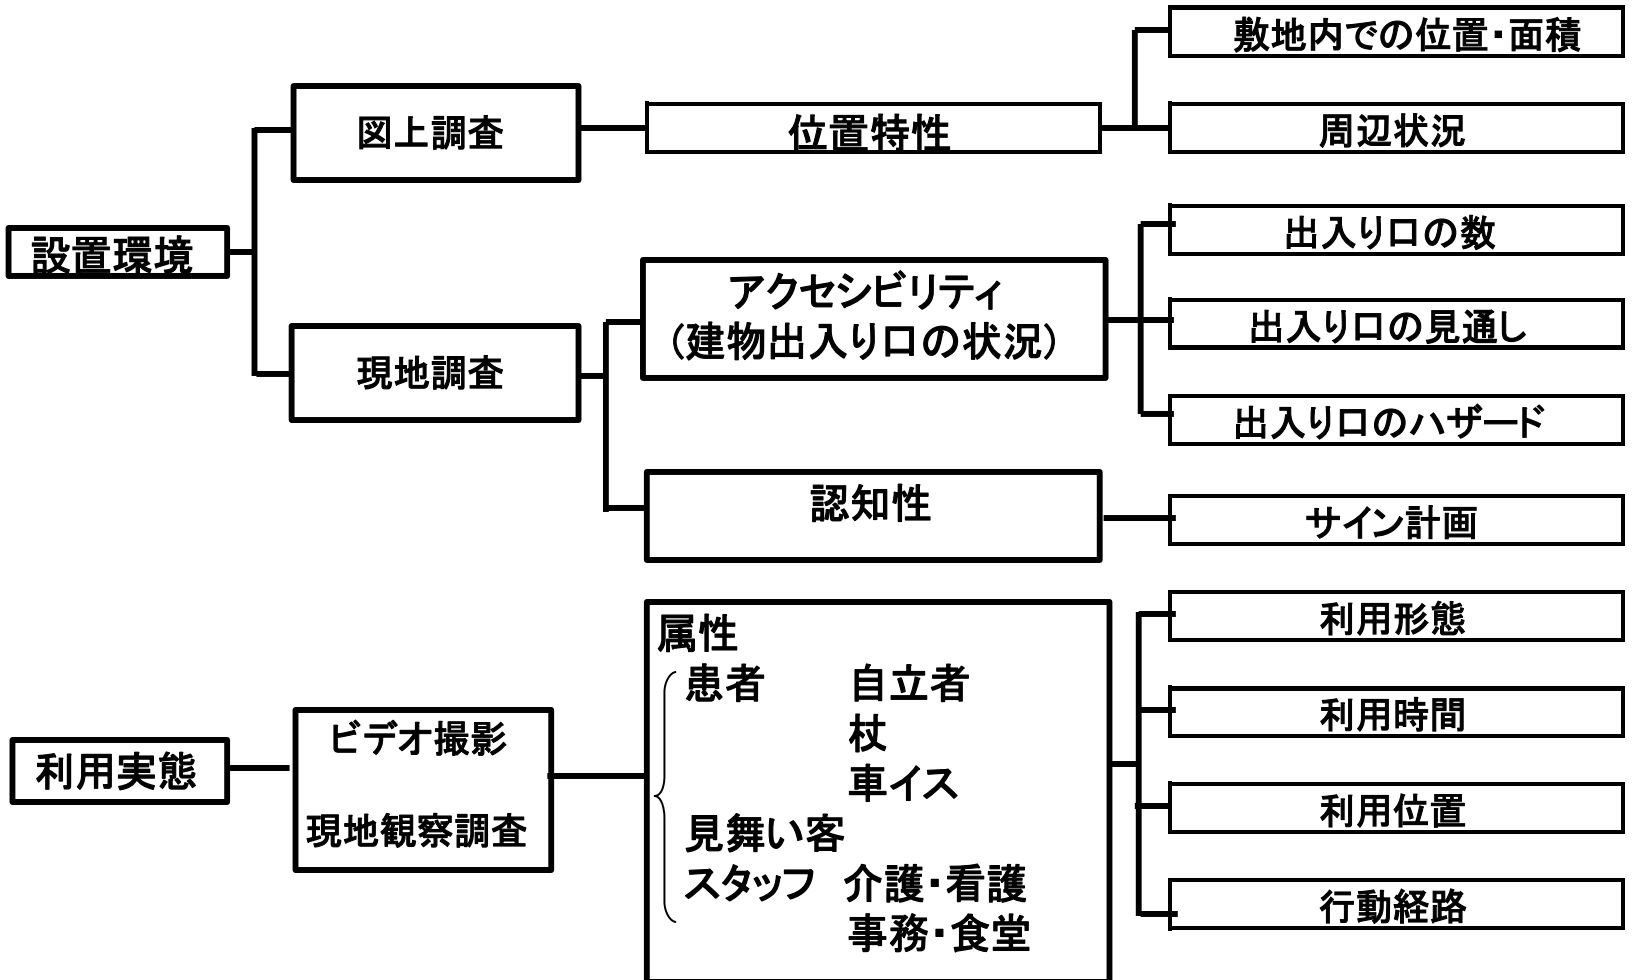 設置環境
図上調査
位置特性
敷地内での位置・面積
周辺状況
現地調査
アクセシビリティ
(建物出入り口の状況)
出入り口の数
出入り口の見通し
出入り口のハザード
認知性
サイン計画
利用実態
ビデオ撮影
現地観察調査
属性
患者 自立者
杖
車イス
見舞い客
スタッフ 介護・看護
事務・食堂
利用形態
利用時間
利用位置
行動経路